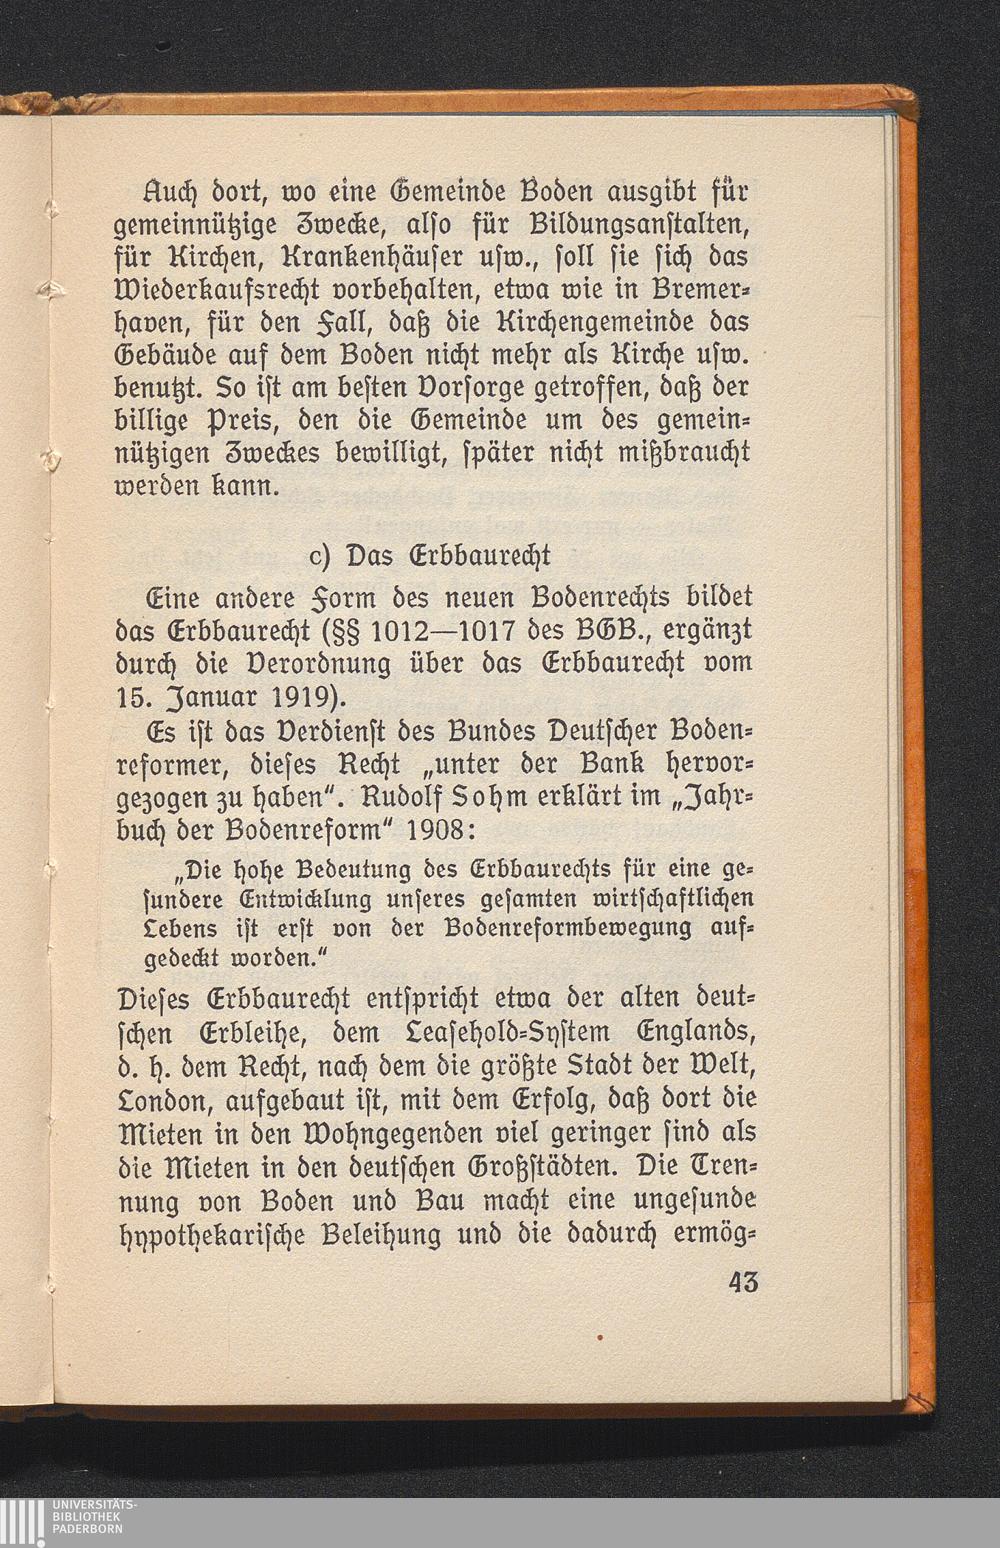 Auch dort, wo eine Gemeinde Boden ausgibt für
gemeinnützige Zwecke, also für Bildungsanstalten,
für Kirchen, Krankenhäuser usw., soll sie sich das
Wiederkaufsrecht vorbehalten, etwa wie in Bremer-
haven, für den Fall, daß die Kirchengemeinde das
Gebäude auf dem Boden nicht mehr als Kirche usw.
benutzt. So ist am besten Vorsorge getroffen, daß der
billige Preis, den die Gemeinde um des gemein-
nützigen Zweckes bewilligt, später nicht mißbraucht
werden kann.
c) Das Erbbaurecht
Eine andere Form des neuen Bodenrechts bildet
das Erbbaurecht (§§ 1012—1017 des BGB., ergänzt
durch die Verordnung über das Erbbaurecht vom
15. Januar 1919).
Es ist das Verdienst des Bundes Deutscher Boden-
reformer, dieses Recht „unter der Bank hervor-
gezogen zu haben“. Rudolf Sohm erklärt im „Jahr-
buch der Bodenreform“ 1908:
„Die hohe Bedeutung des Erbbaurechts für eine ge-
sundere Entwicklung unseres gesamten wirtschaftlichen
Lebens ist erst von der Bodenreformbewegung auf-
gedeckt worden.“
Dieses Erbbaurecht entspricht etwa der alten deut-
schen Erbleihe, dem Leasehold-System Englands,
d. h. dem Recht, nach dem die größte Stadt der Welt,
London, aufgebaut ist, mit dem Erfolg, daß dort die
Mieten in den Wohngegenden viel geringer sind als
die Mieten in den deutschen Großstädten. Die Tren-
nung von Boden und Bau macht eine ungesunde
hypothekarische Beleihung und die dadurch ermög-
43
UNIVERSITÄTS-
BIBLIOTHEK
PADERBORN